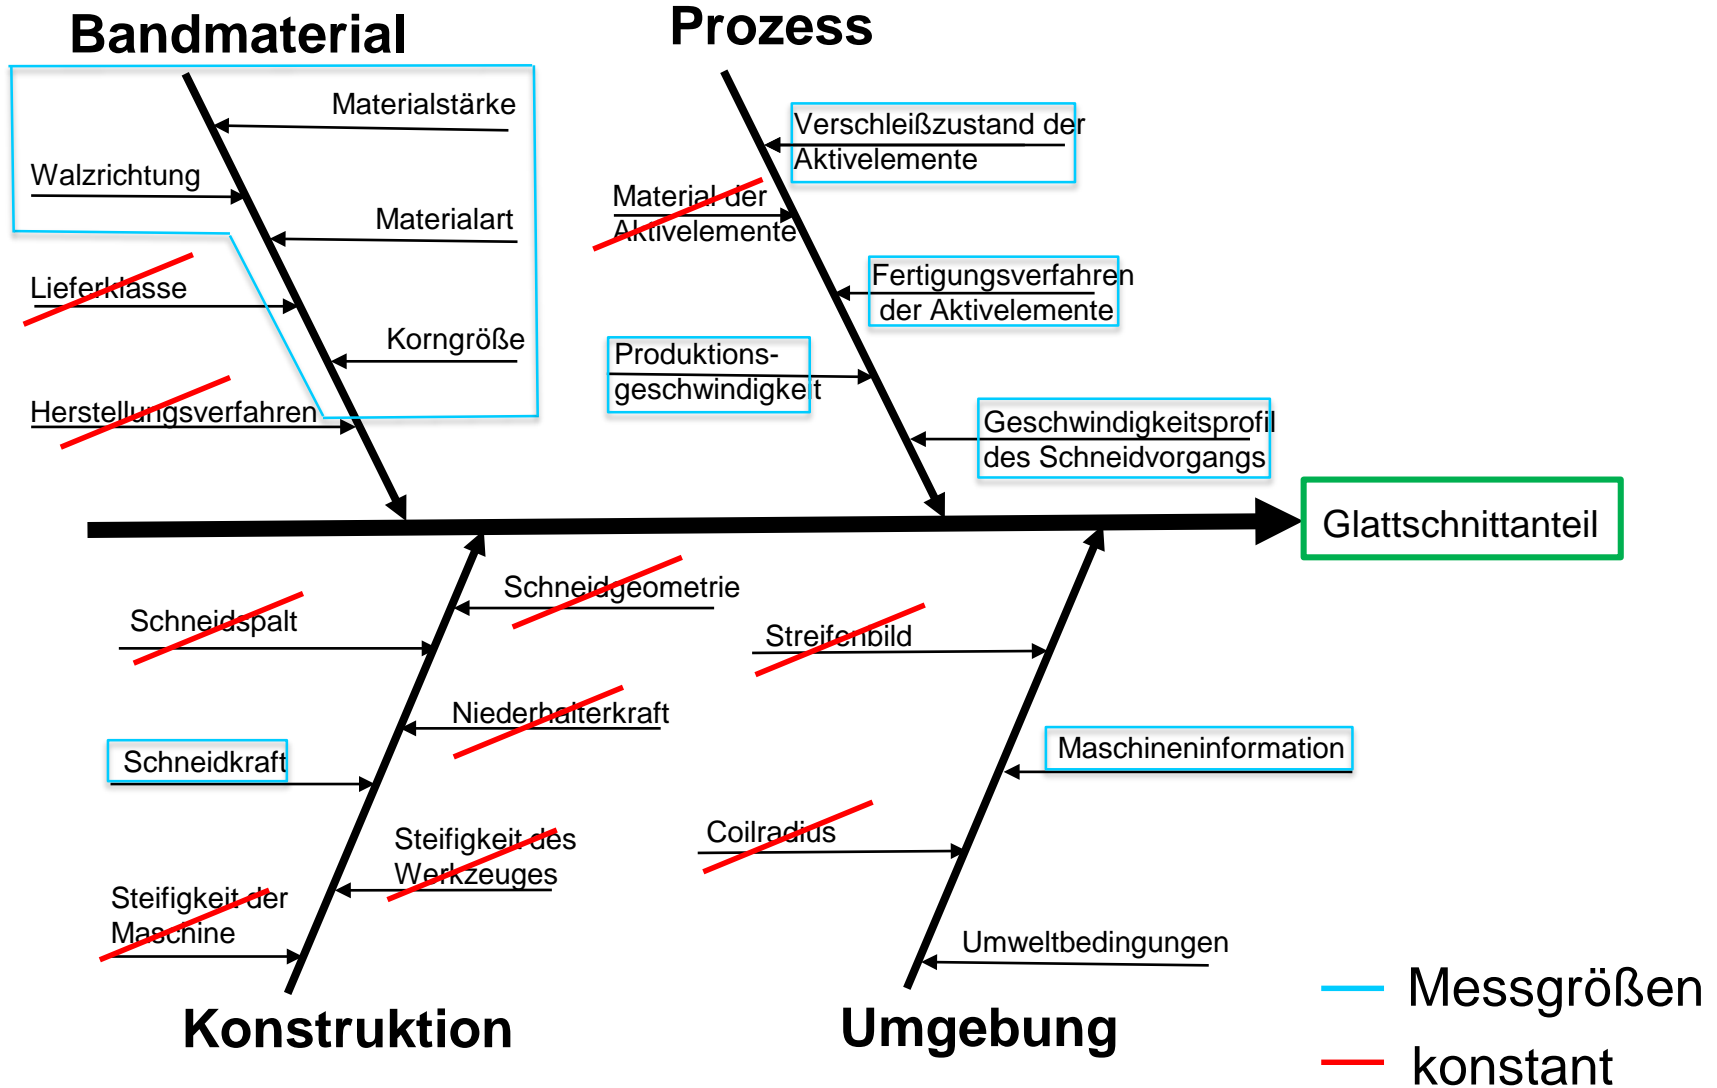 Bandmaterial
Materialstärke
Walzrichtung
Materialart
Lieferklasse
Korngröße
Herstellungsverfahren
Prozess
Verschleißzustand der
Aktivelemente
Material der
Aktivelemente
Fertigungsverfahren
der Aktivelemente
Produktions-
geschwindigkeit
Geschwindigkeitsprofil
des Schneidvorgangs
Glattschnittanteil
Schneidgeometrie
Schneidspalt
Niederhalterkraft
Schneidkraft
Steifigkeit des
Werkzeuges
Steifigkeit der
Maschine
Konstruktion
Streifenbild
Maschineninformation
Coilradius
Umweltbedingungen
Umgebung
Messgrößen
konstant